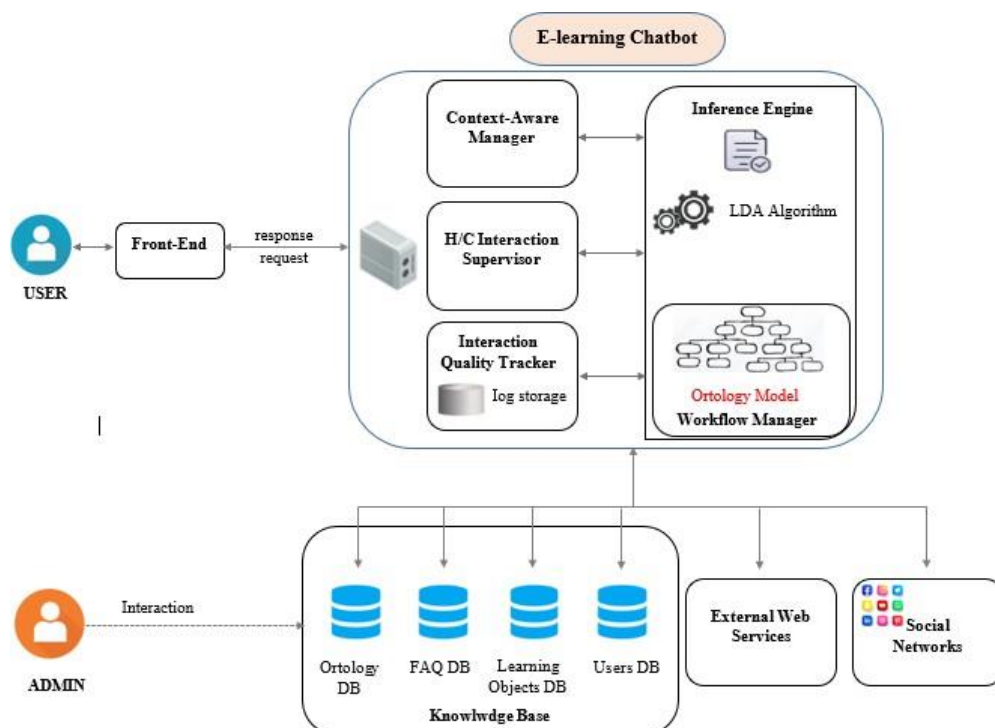 E-learning Chatbot
Context-Aware
Manager
Inference Engine
LDA Algorithm
H/C Interaction
Supervisor
Front-End
response
request
USER
Interaction
Quality Tracker
log storage
Ortology Model
Workflow Manager
Interaction
ADMIN
Ortology
DB
FAQ DB
Learning
Objects DB
Users DB
Knowlwdge Base
External Web
Services
Social
Networks